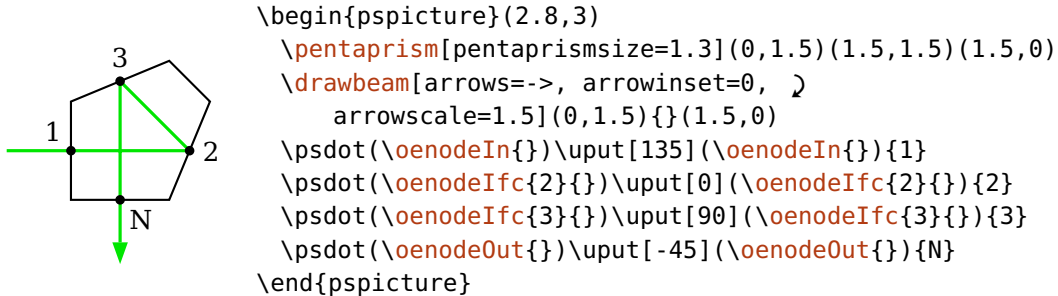 3
1
2
N
\begin{pspicture}(2.8,3)
\pentaprism[pentaprismsize=1.3](0,1.5)(1.5,1.5)(1.5,0)
\drawbeam[arrows=->, arrowinset=0,
arrowscale=1.5](0,1.5){}(1.5,0)
\psdot(\oenodeIn{})\uput[135](\oenodeIn{}){1}
\psdot(\oenodeIfc{2}{})\uput[0](\oenodeIfc{2}{}){2}
\psdot(\oenodeIfc{3}{})\uput[90](\oenodeIfc{3}{}){3}
\psdot(\oenodeOut{})\uput[-45](\oenodeOut{}){N}
\end{pspicture}